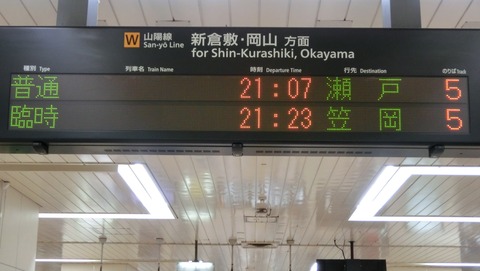 W 山陽線 San-yō Line 新倉敷・岡山 方面
for Shin-Kurashiki, Okayama
種別 Type 列車名 Train Name 時刻 Departure Time 行先 Destination のりば Track
普通 21:07 瀬戸 5
臨時 21:23 笠岡 5